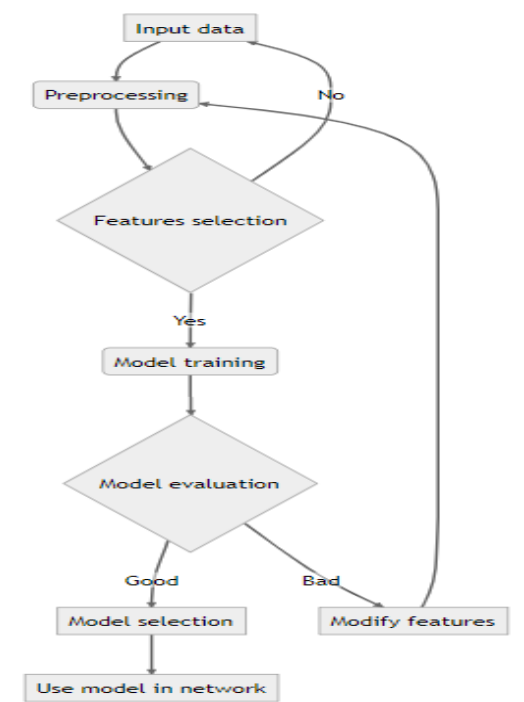 Input data
Preprocessing
No
Features selection
Yes
Model training
Model evaluation
Good
Bad
Model selection
Modify features
Use model in network